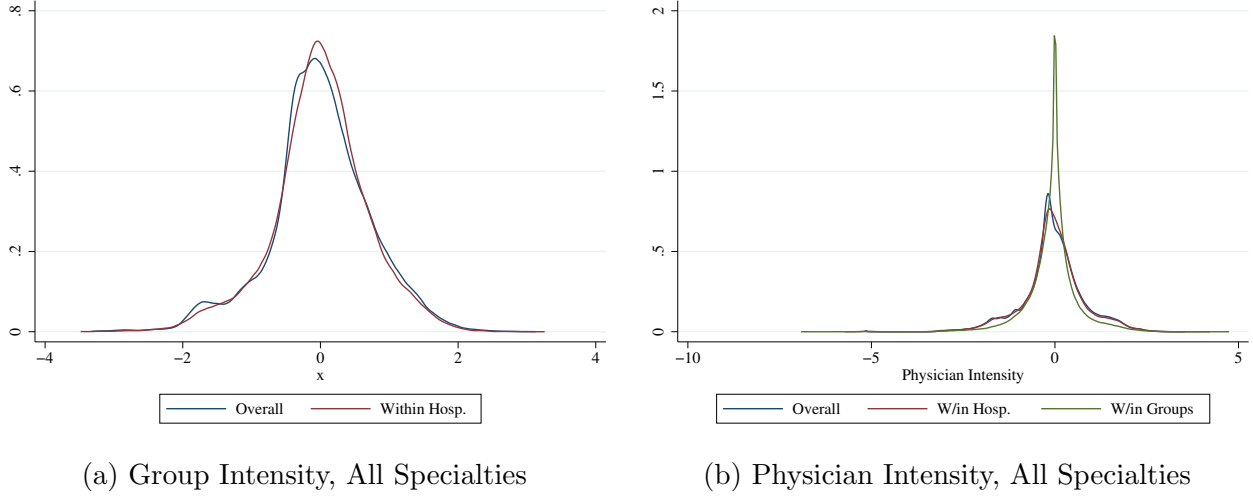 .8
.6
.4
.2
0
−4
−2
0
2
4
x
Overall
Within Hosp.
(a) Group Intensity, All Specialties
2
1.5
1
.5
0
−10
−5
0
5
Physician Intensity
Overall
W/in Hosp.
W/in Groups
(b) Physician Intensity, All Specialties